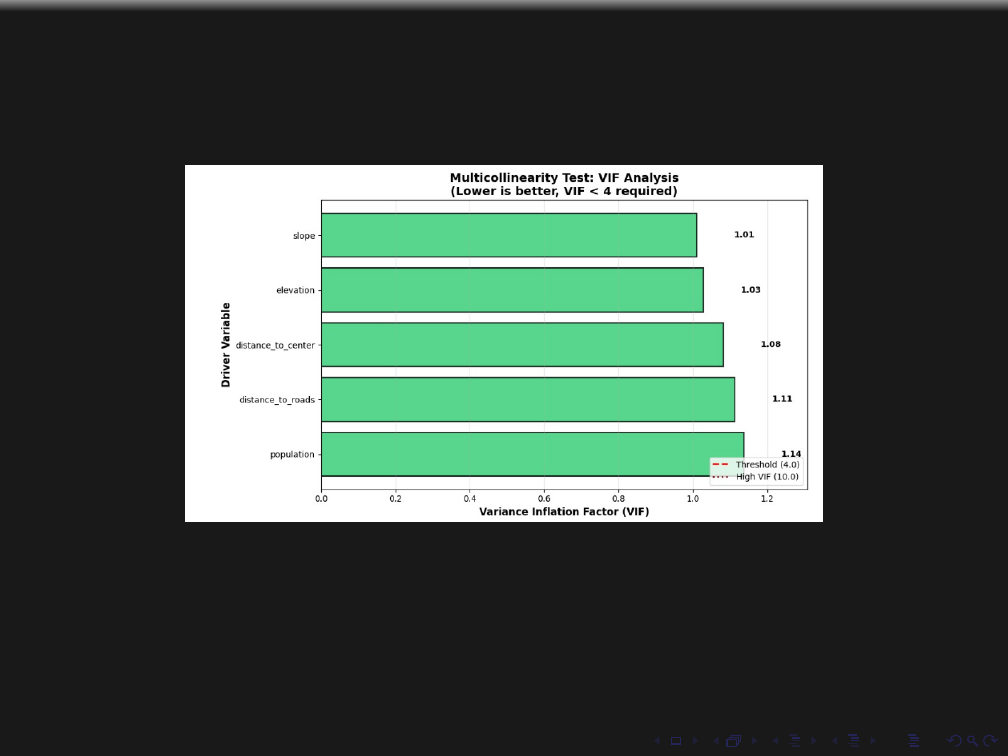 Multicollinearity Test: VIF Analysis
(Lower is better, VIF < 4 required)
Driver Variable
slope
1.01
elevation
1.03
distance_to_center
1.08
distance_to_roads
1.11
population
1.14
Threshold (4.0)
High VIF (10.0)
0.0 0.2 0.4 0.6 0.8 1.0 1.2
Variance Inflation Factor (VIF)